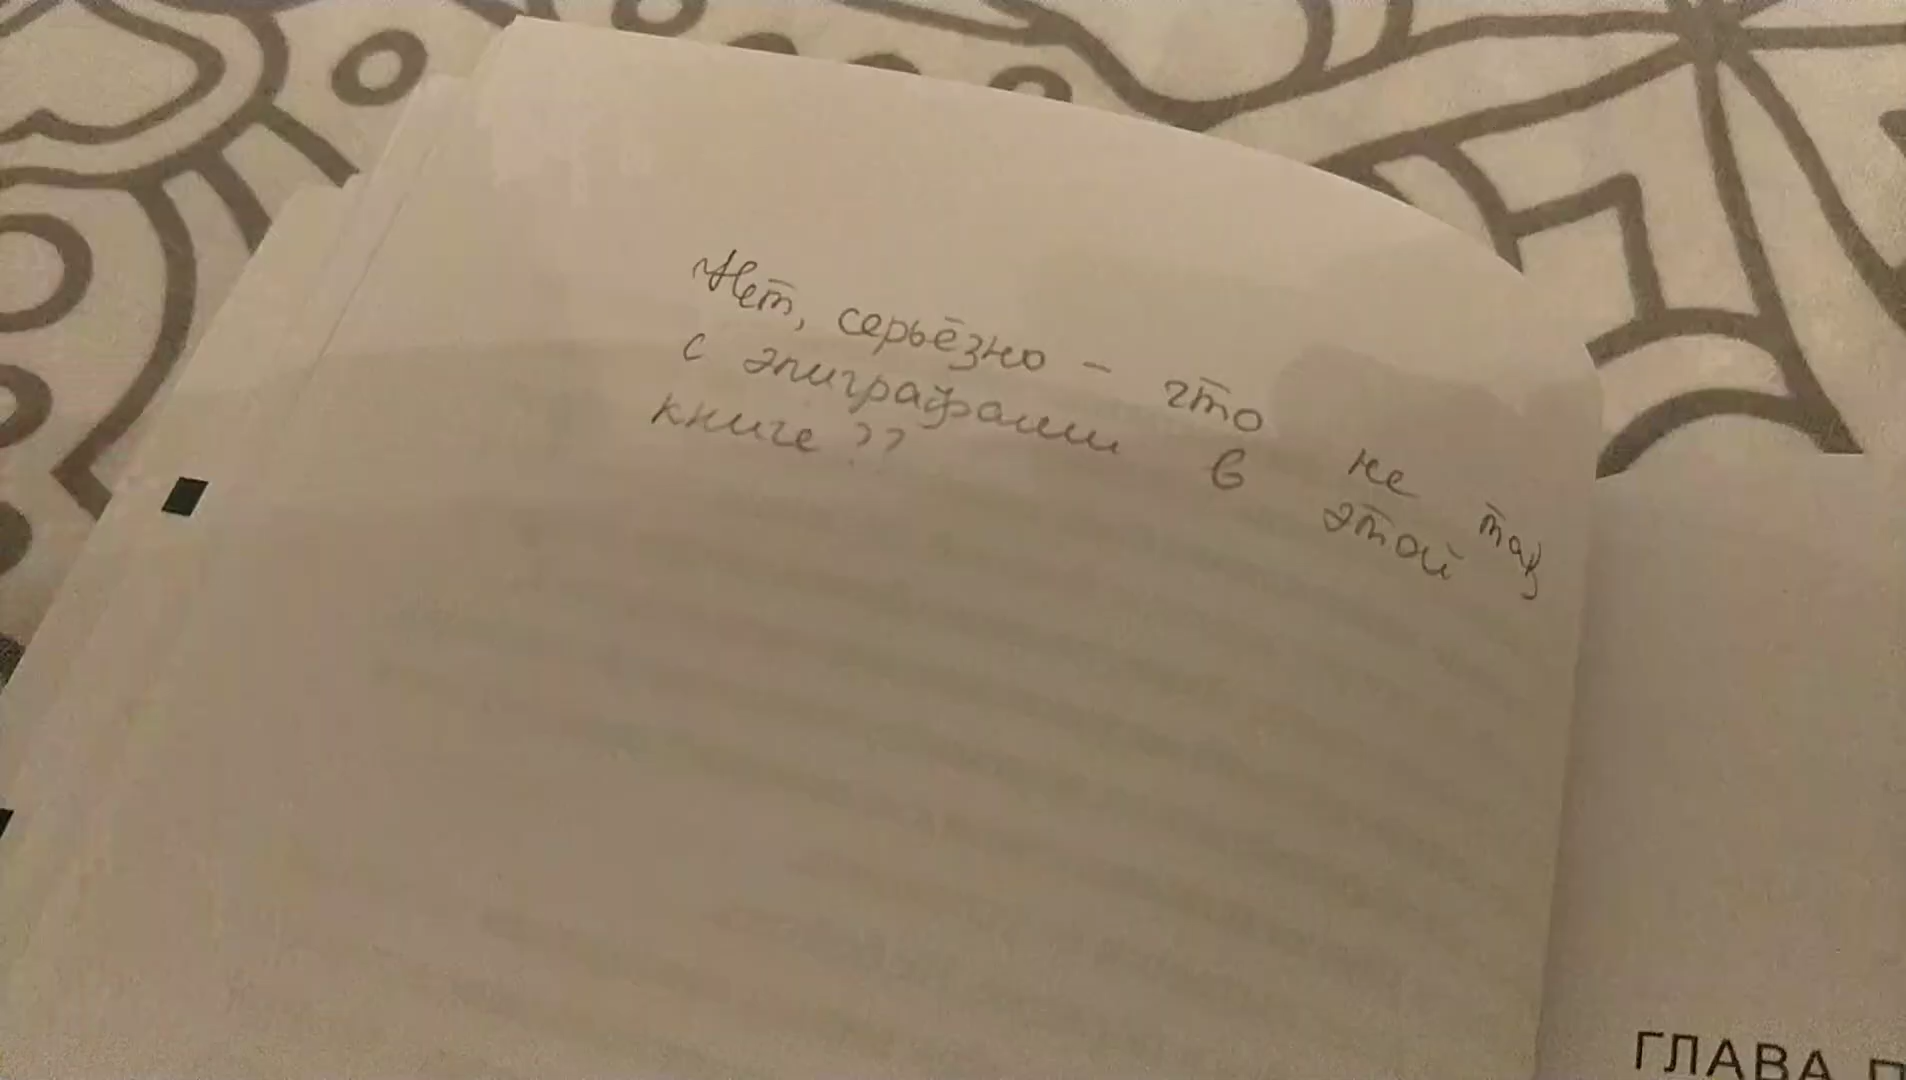 Нет, серьёзно - что не так
с эпиграфами в этой
книге??
ГЛАВА П